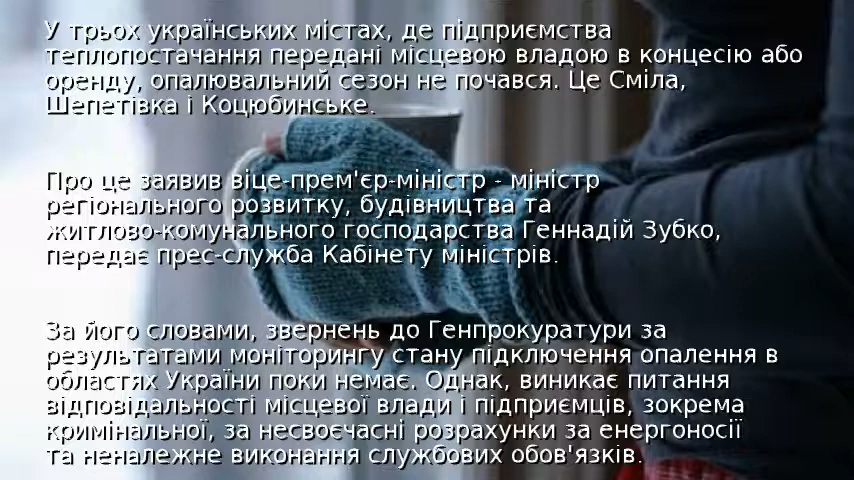 У трьох українських містах, де підприємства
теплопостачання передані місцевою владою в концесію або
оренду, опалювальний сезон не почався. Це Сміла,
Шепетівка і Коцюбинське.
Про це заявив віце-прем'єр-міністр - міністр
регіонального розвитку, будівництва та
житлово-комунального господарства Геннадій Зубко,
передає прес-служба Кабінету міністрів.
За його словами, звернень до Генпрокуратури за
результатами моніторингу стану підключення опалення в
областях України поки немає. Однак, виникає питання
відповідальності місцевої влади і підприємців, зокрема
кримінальної, за несвоєчасні розрахунки за енергоносії
та неналежне виконання службових обов'язків.